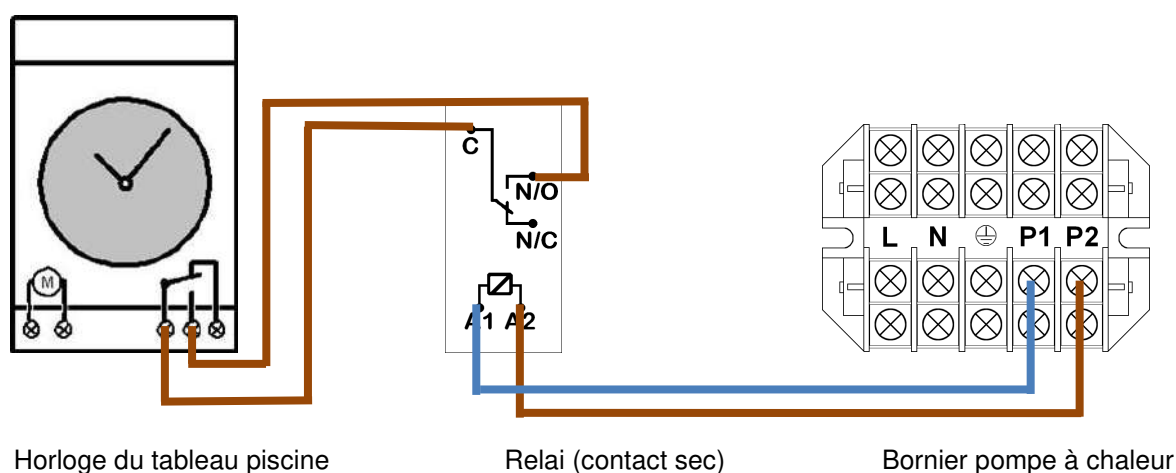 C
N/O
N/C
M
A1 A2
L N P1 P2
Horloge du tableau piscine
Relai (contact sec)
Bornier pompe à chaleur